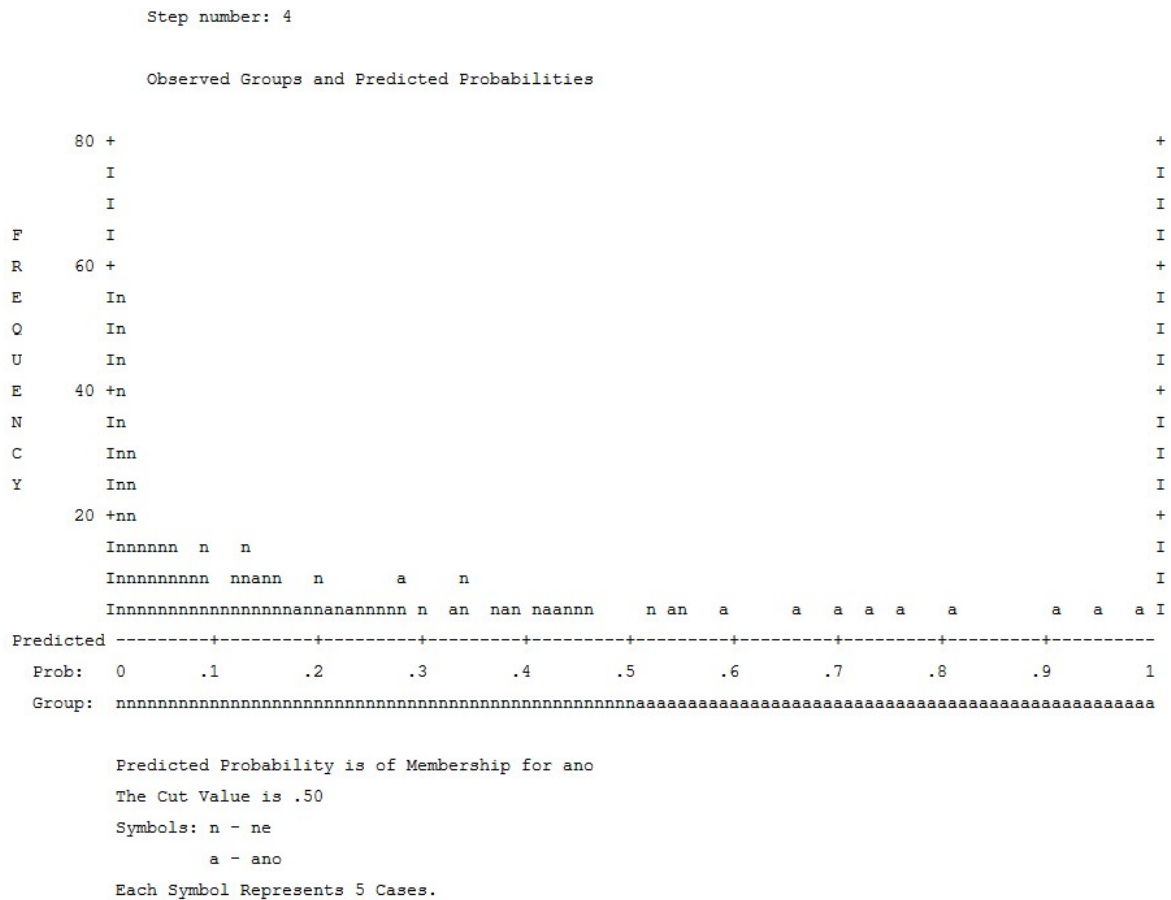 Step number: 4
Observed Groups and Predicted Probabilities
80 + +
I I
I I
F I I
R 60 + +
E In I
Q In I
U In I
E 40 +n +
N In I
C Inn I
Y Inn I
20 +nn +
Innnnnn n n I
Innnnnnnnn nnann n a n I
Innnnnnnnnnnnnnnnnannanannnnn n an nan naannn n an a a a a a a a a a I
Predicted ---------+---------+---------+---------+---------+---------+---------+---------+---------+----------
Prob: 0 .1 .2 .3 .4 .5 .6 .7 .8 .9 1
Group: nnnnnnnnnnnnnnnnnnnnnnnnnnnnnnnnnnnnnnnnnnnnnnnnnnaaaaaaaaaaaaaaaaaaaaaaaaaaaaaaaaaaaaaaaaaaaaaaaaaa
Predicted Probability is of Membership for ano
The Cut Value is .50
Symbols: n - ne
a - ano
Each Symbol Represents 5 Cases.